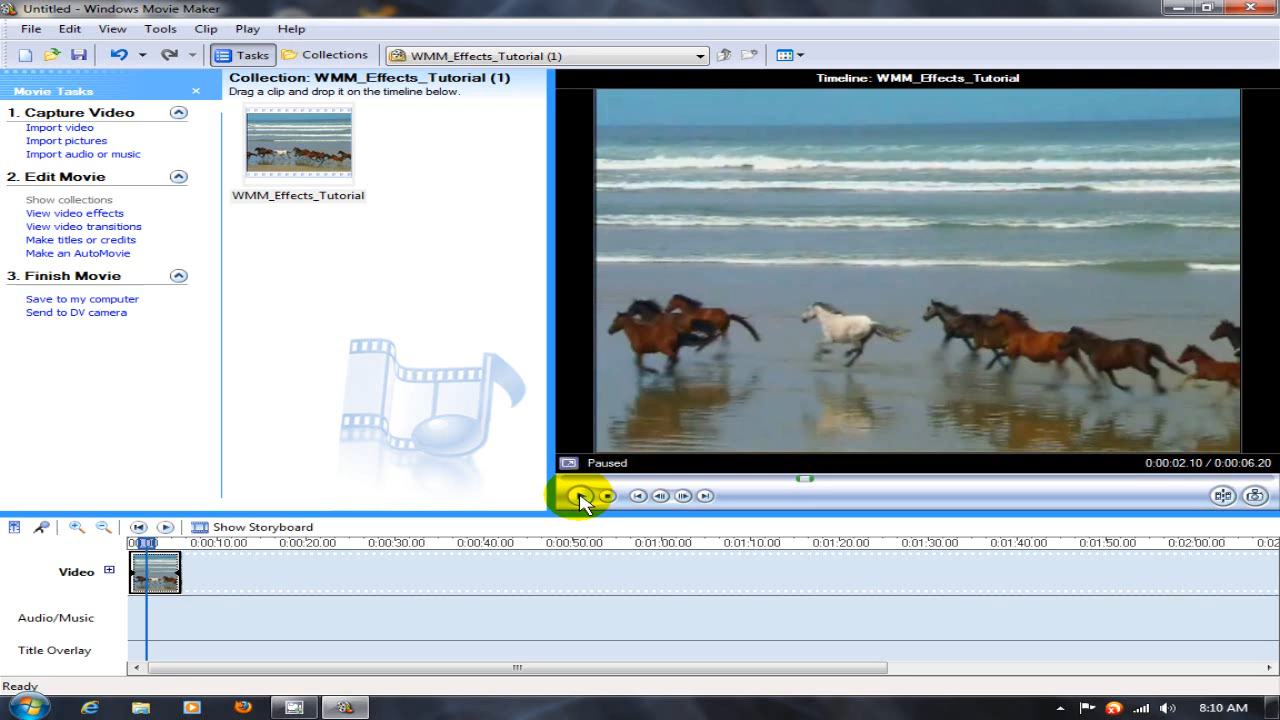 Untitled - Windows Movie Maker
File Edit View Tools Clip Play Help
Tasks Collections WMM_Effects_Tutorial (1)
Movie Tasks
1. Capture Video
Import video
Import pictures
Import audio or music
2. Edit Movie
Show collections
View video effects
View video transitions
Make titles or credits
Make an AutoMovie
3. Finish Movie
Save to my computer
Send to DV camera
Collection: WMM_Effects_Tutorial (1)
Drag a clip and drop it on the timeline below.
WMM_Effects_Tutorial
Timeline: WMM_Effects_Tutorial
Paused 0:00:02.10 / 0:00:06.20
Show Storyboard
0:00:10.00 0:00:20.00 0:00:30.00 0:00:40.00 0:00:50.00 0:01:00.00 0:01:10.00 0:01:20.00 0:01:30.00 0:01:40.00 0:01:50.00 0:02:00.00
Video
Audio/Music
Title Overlay
Ready
8:10 AM